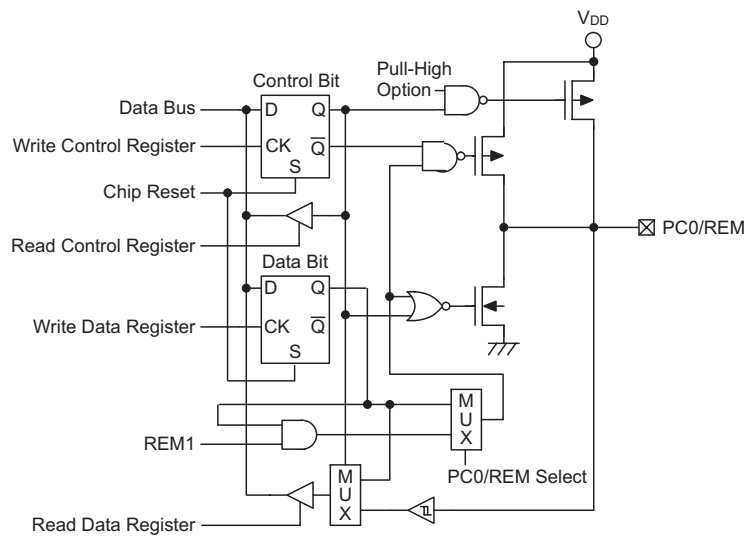 VDD
Control Bit
Pull-High
Option
Data Bus
D
Q
Write Control Register
CK
Q
S
Chip Reset
PC0/REM
Read Control Register
Data Bit
D
Q
Write Data Register
CK
Q
S
M
U
X
REM1
PC0/REM Select
M
U
X
Read Data Register